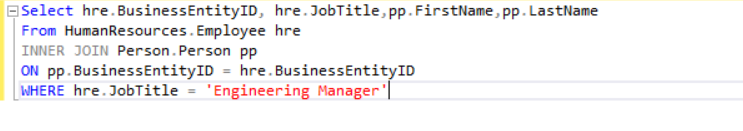 Select hre.BusinessEntityID, hre.JobTitle,pp.FirstName,pp.LastName
From HumanResources.Employee hre
INNER JOIN Person.Person pp
ON pp.BusinessEntityID = hre.BusinessEntityID
WHERE hre.JobTitle = 'Engineering Manager'